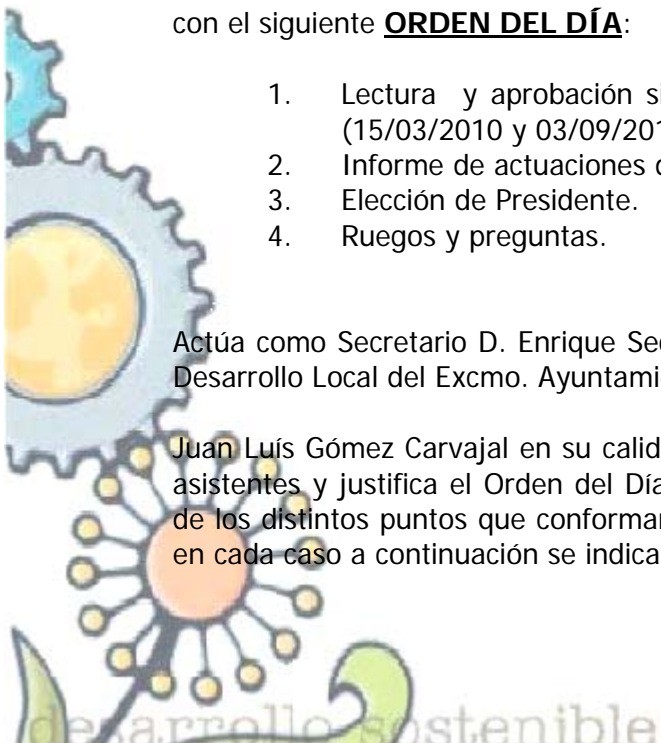 con el siguiente ORDEN DEL DÍA:
1. Lectura y aprobación si
(15/03/2010 y 03/09/201
2. Informe de actuaciones
3. Elección de Presidente.
4. Ruegos y preguntas.
Actúa como Secretario D. Enrique Sec
Desarrollo Local del Excmo. Ayuntami
Juan Luís Gómez Carvajal en su calid
asistentes y justifica el Orden del Día
de los distintos puntos que conformar
en cada caso a continuación se indica
desarrollo sostenible